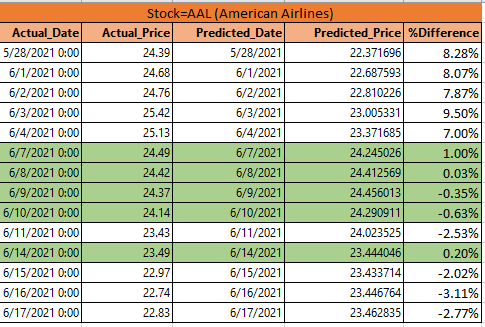 Stock=AAL (American Airlines)
Actual_Date Actual_Price Predicted_Date Predicted_Price %Difference
5/28/2021 0:00 24.39 5/28/2021 22.371696 8.28%
6/1/2021 0:00 24.68 6/1/2021 22.687593 8.07%
6/2/2021 0:00 24.76 6/2/2021 22.810226 7.87%
6/3/2021 0:00 25.42 6/3/2021 23.005331 9.50%
6/4/2021 0:00 25.13 6/4/2021 23.371685 7.00%
6/7/2021 0:00 24.49 6/7/2021 24.245026 1.00%
6/8/2021 0:00 24.42 6/8/2021 24.412569 0.03%
6/9/2021 0:00 24.37 6/9/2021 24.456013 -0.35%
6/10/2021 0:00 24.14 6/10/2021 24.290911 -0.63%
6/11/2021 0:00 23.43 6/11/2021 24.023525 -2.53%
6/14/2021 0:00 23.49 6/14/2021 23.444046 0.20%
6/15/2021 0:00 22.97 6/15/2021 23.433714 -2.02%
6/16/2021 0:00 22.74 6/16/2021 23.446764 -3.11%
6/17/2021 0:00 22.83 6/17/2021 23.462835 -2.77%